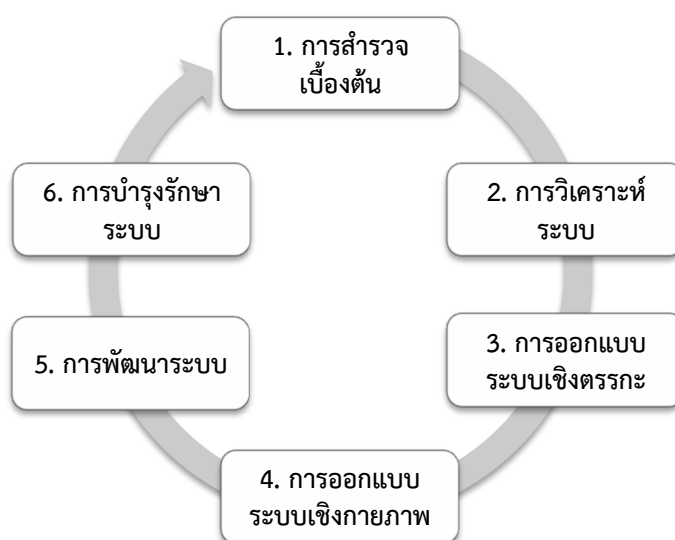 1. การสำรวจ
เบื้องต้น
2. การวิเคราะห์
ระบบ
3. การออกแบบ
ระบบเชิงตรรกะ
4. การออกแบบ
ระบบเชิงกายภาพ
5. การพัฒนาระบบ
6. การบำรุงรักษา
ระบบ